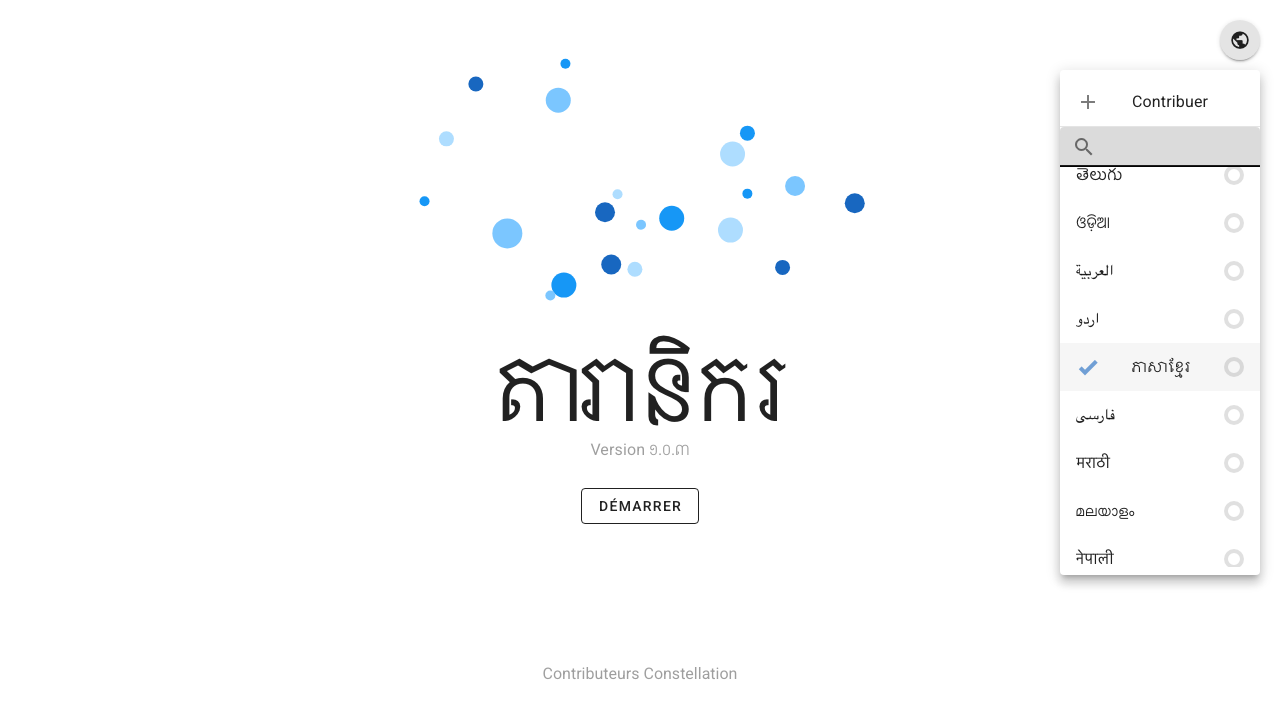 Contribuer
తెలుగు
ଓଡ଼ିଆ
العربية
اردو
ភាសាខ្មែរ
فارسی
मराठी
മലയാളം
नेपाली
តារានិករ
Version ១.០.៣
DÉMARRER
Contributeurs Constellation